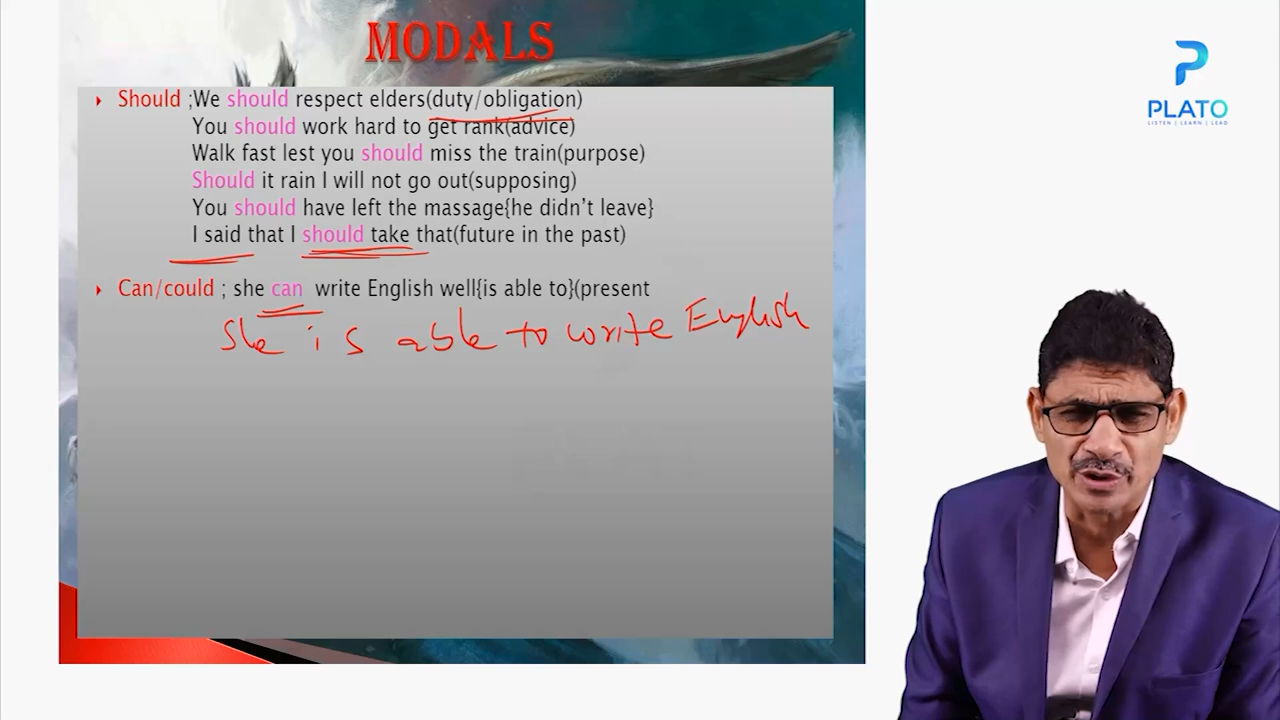 MODALS
Should ;We should respect elders(duty/obligation)
You should work hard to get rank(advice)
Walk fast lest you should miss the train(purpose)
Should it rain I will not go out(supposing)
You should have left the massage{he didn't leave}
I said that I should take that(future in the past)
Can/could ; she can write English well{is able to}(present
She is able to write English
PLATO
LISTEN | LEARN | LEAD